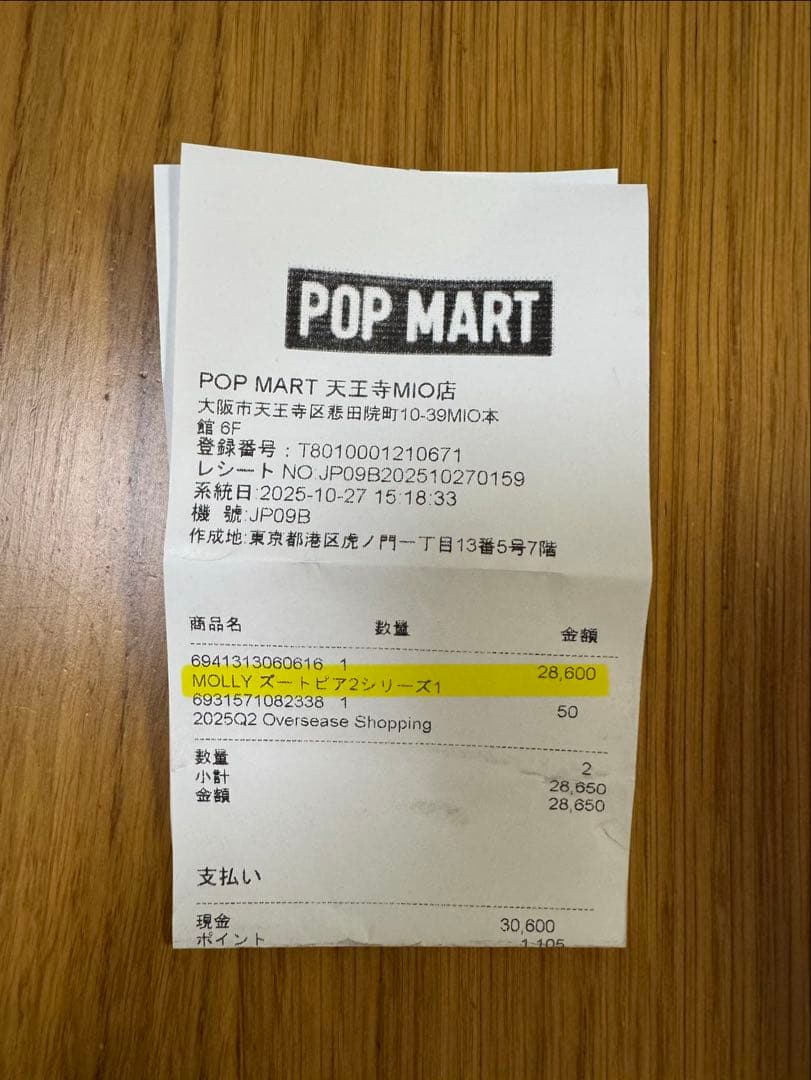 POP MART
POP MART 天王寺MIO店
大阪市天王寺区悲田院町10-39MIO本
館 6F
登録番号：T8010001210671
レシート NO:JP09B202510270159
系統日:2025-10-27 15:18:33
機 號:JP09B
作成地:東京都港区虎ノ門一丁目13番5号7階
商品名 数量 金額
6941313060616 1 28,600
MOLLY ズートピア2シリーズ1
6931571082338 1 50
2025Q2 Oversease Shopping
数量 2
小計 28,650
金額 28,650
支払い
現金 30,600
ポイント 1,105